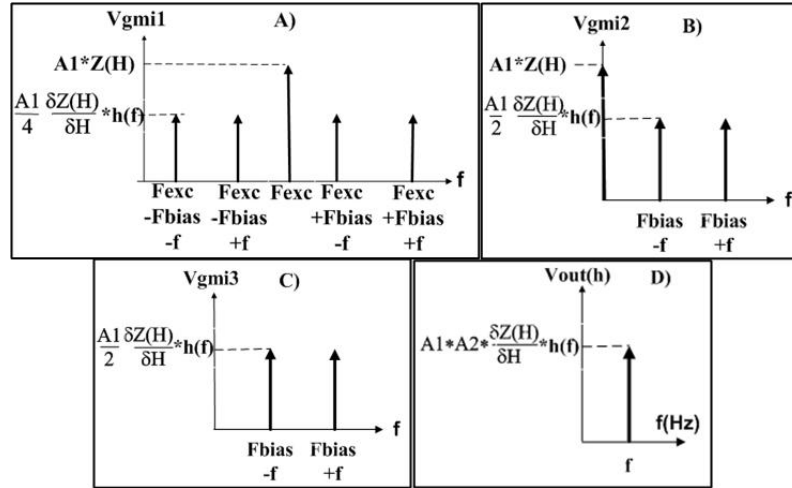 Vgmi1 A)
A1*Z(H)
A1/4 δZ(H)/δH *h(f)
f
Fexc Fexc Fexc Fexc Fexc
-Fbias -Fbias +Fbias +Fbias
-f +f -f +f
Vgmi2 B)
A1*Z(H)
A1/2 δZ(H)/δH *h(f)
f
Fbias Fbias
-f +f
Vgmi3 C)
A1/2 δZ(H)/δH *h(f)
f
Fbias Fbias
-f +f
Vout(h) D)
A1*A2* δZ(H)/δH *h(f)
f(Hz)
f